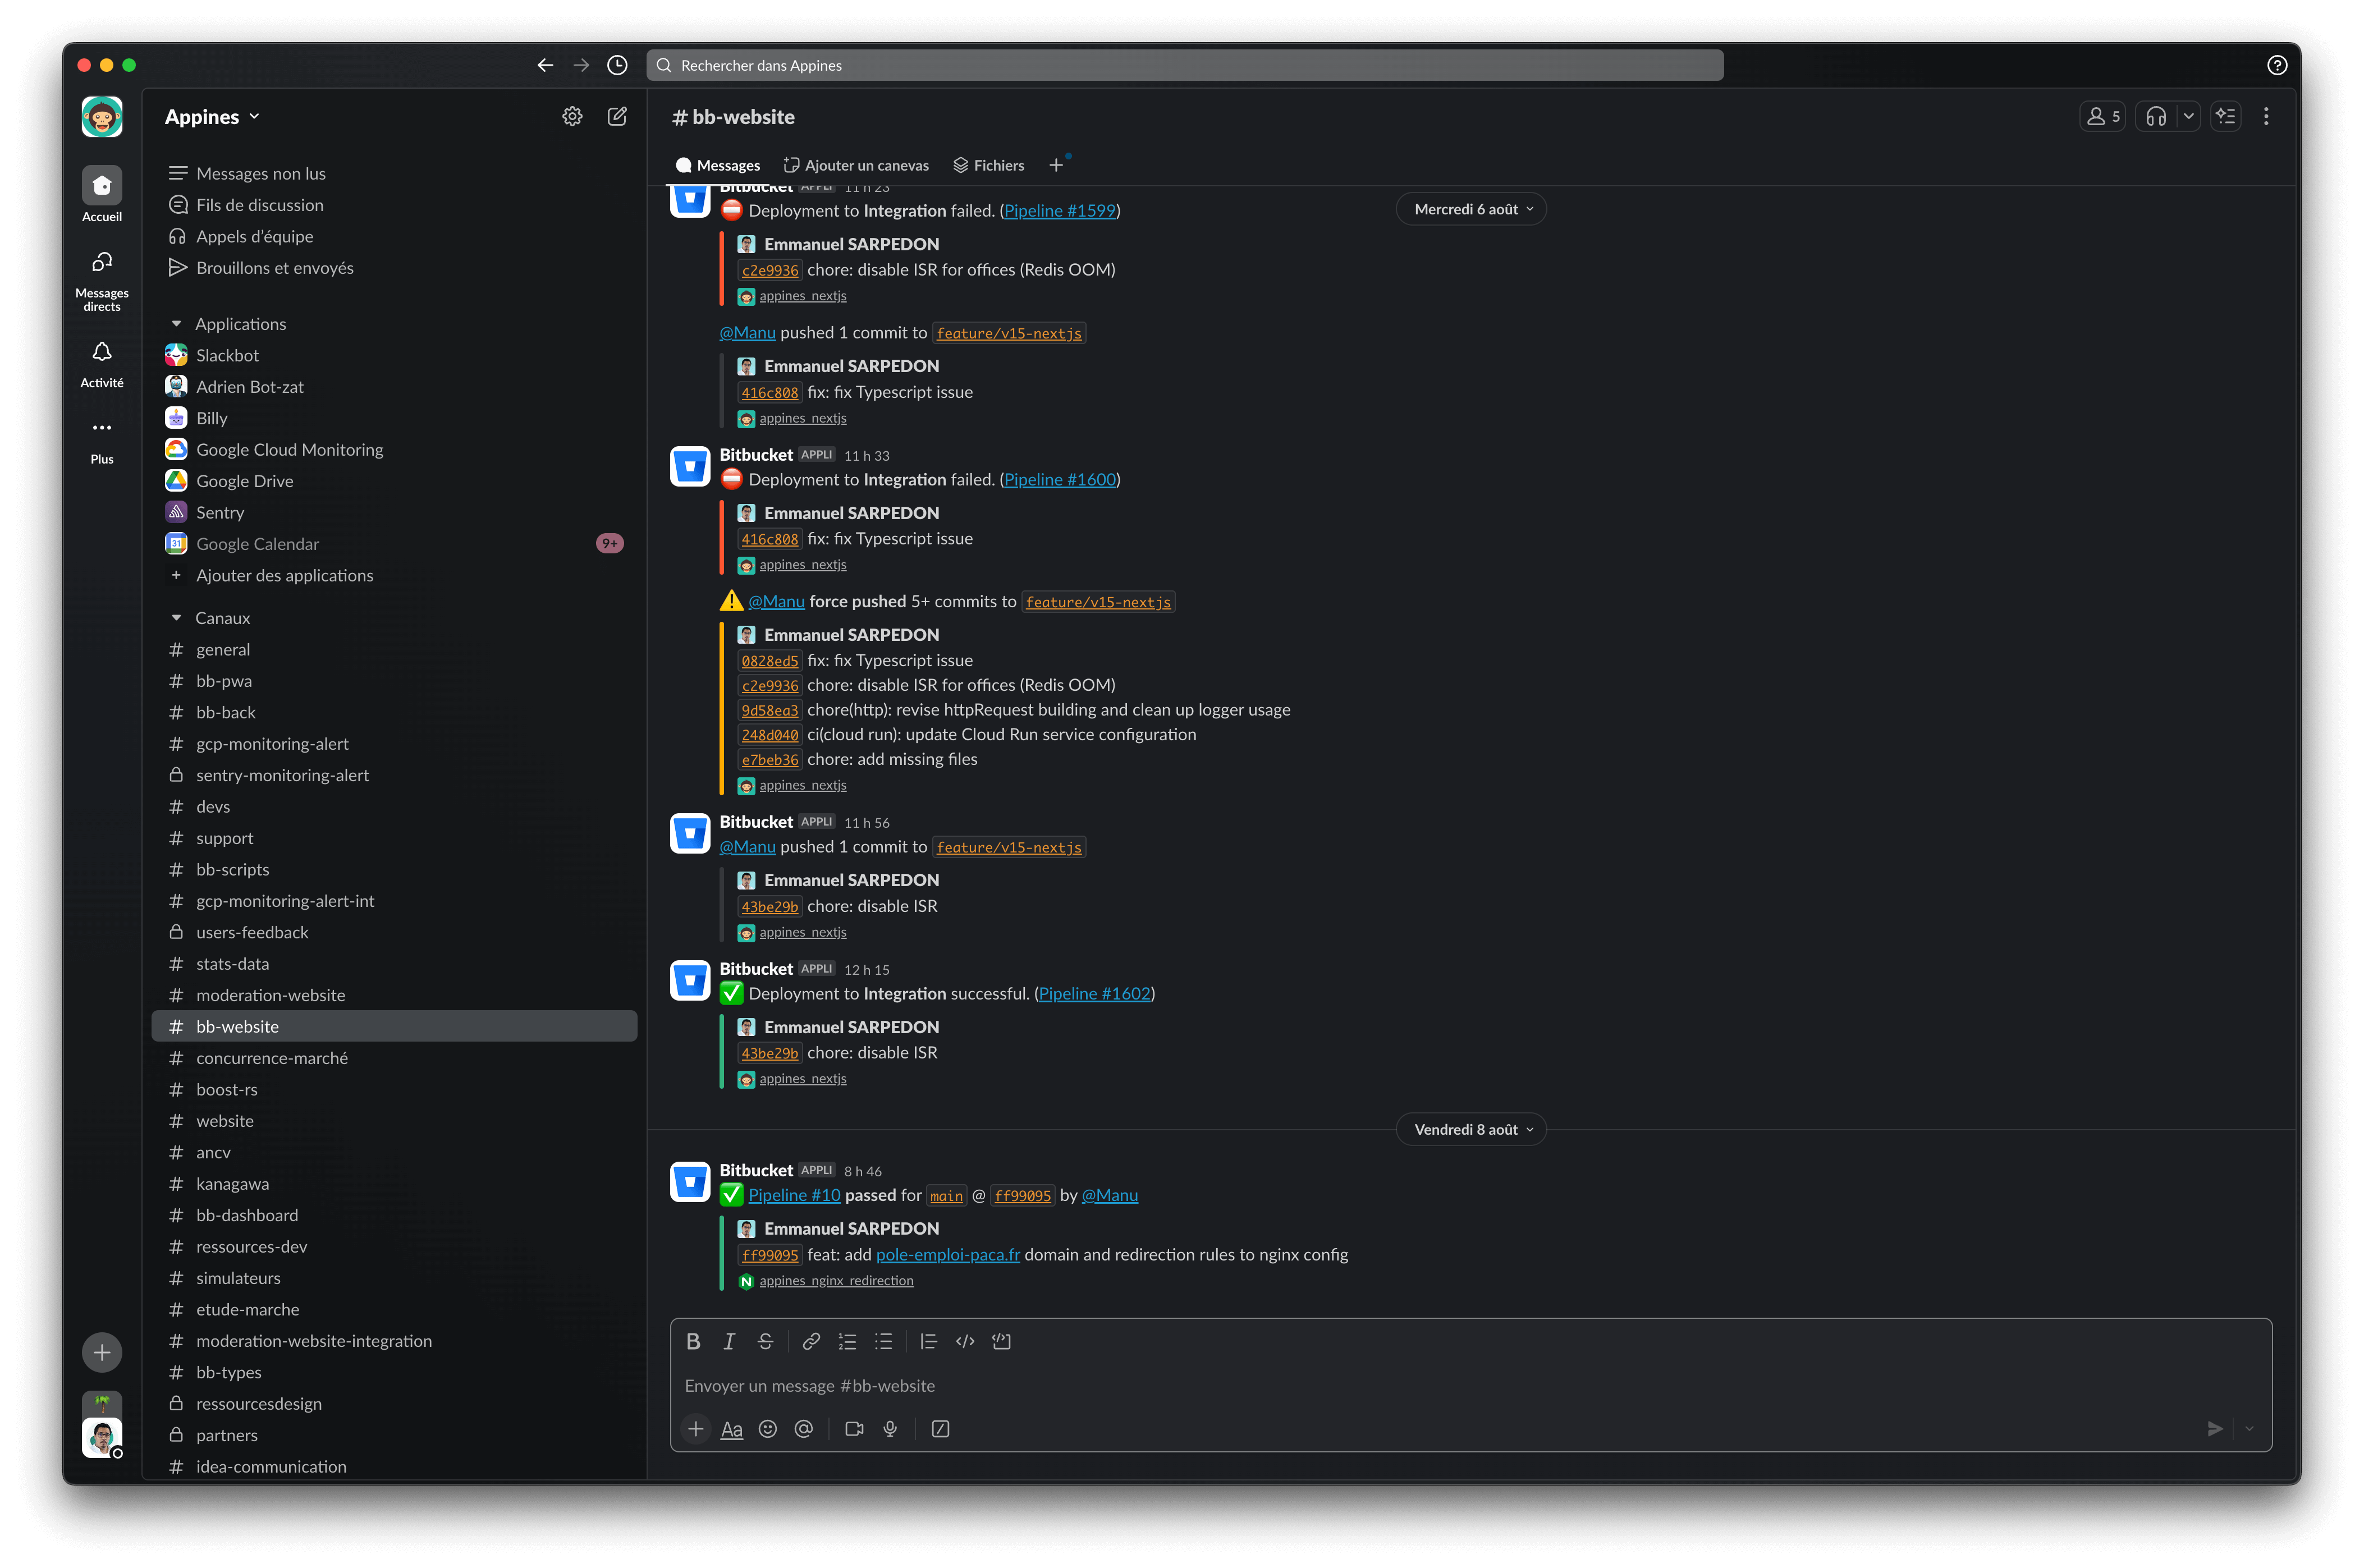 Rechercher dans Appines
Appines
Accueil
Messages directs
Activité
Plus
Messages non lus
Fils de discussion
Appels d'équipe
Brouillons et envoyés
Applications
Slackbot
Adrien Bot-zat
Billy
Google Cloud Monitoring
Google Drive
Sentry
31 Google Calendar 9+
Ajouter des applications
Canaux
# general
# bb-pwa
# bb-back
# gcp-monitoring-alert
sentry-monitoring-alert
# devs
# support
# bb-scripts
# gcp-monitoring-alert-int
users-feedback
# stats-data
# moderation-website
# bb-website
# concurrence-marché
# boost-rs
# website
# ancv
# kanagawa
# bb-dashboard
# ressources-dev
# simulateurs
# etude-marche
# moderation-website-integration
# bb-types
ressourcesdesign
partners
# idea-communication
# bb-website
5
Messages Ajouter un canevas Fichiers
Mercredi 6 août
Bitbucket APPLI 11 h 23
Deployment to Integration failed. (Pipeline #1599)
Emmanuel SARPEDON
c2e9936 chore: disable ISR for offices (Redis OOM)
appines_nextjs
@Manu pushed 1 commit to feature/v15-nextjs
Emmanuel SARPEDON
416c808 fix: fix Typescript issue
appines_nextjs
Bitbucket APPLI 11 h 33
Deployment to Integration failed. (Pipeline #1600)
Emmanuel SARPEDON
416c808 fix: fix Typescript issue
appines_nextjs
@Manu force pushed 5+ commits to feature/v15-nextjs
Emmanuel SARPEDON
0828ed5 fix: fix Typescript issue
c2e9936 chore: disable ISR for offices (Redis OOM)
9d58ea3 chore(http): revise httpRequest building and clean up logger usage
248d040 ci(cloud run): update Cloud Run service configuration
e7beb36 chore: add missing files
appines_nextjs
Bitbucket APPLI 11 h 56
@Manu pushed 1 commit to feature/v15-nextjs
Emmanuel SARPEDON
43be29b chore: disable ISR
appines_nextjs
Bitbucket APPLI 12 h 15
Deployment to Integration successful. (Pipeline #1602)
Emmanuel SARPEDON
43be29b chore: disable ISR
appines_nextjs
Vendredi 8 août
Bitbucket APPLI 8 h 46
Pipeline #10 passed for main @ ff99095 by @Manu
Emmanuel SARPEDON
ff99095 feat: add pole-emploi-paca.fr domain and redirection rules to nginx config
N appines_nginx_redirection
B I S
Envoyer un message #bb-website
Aa